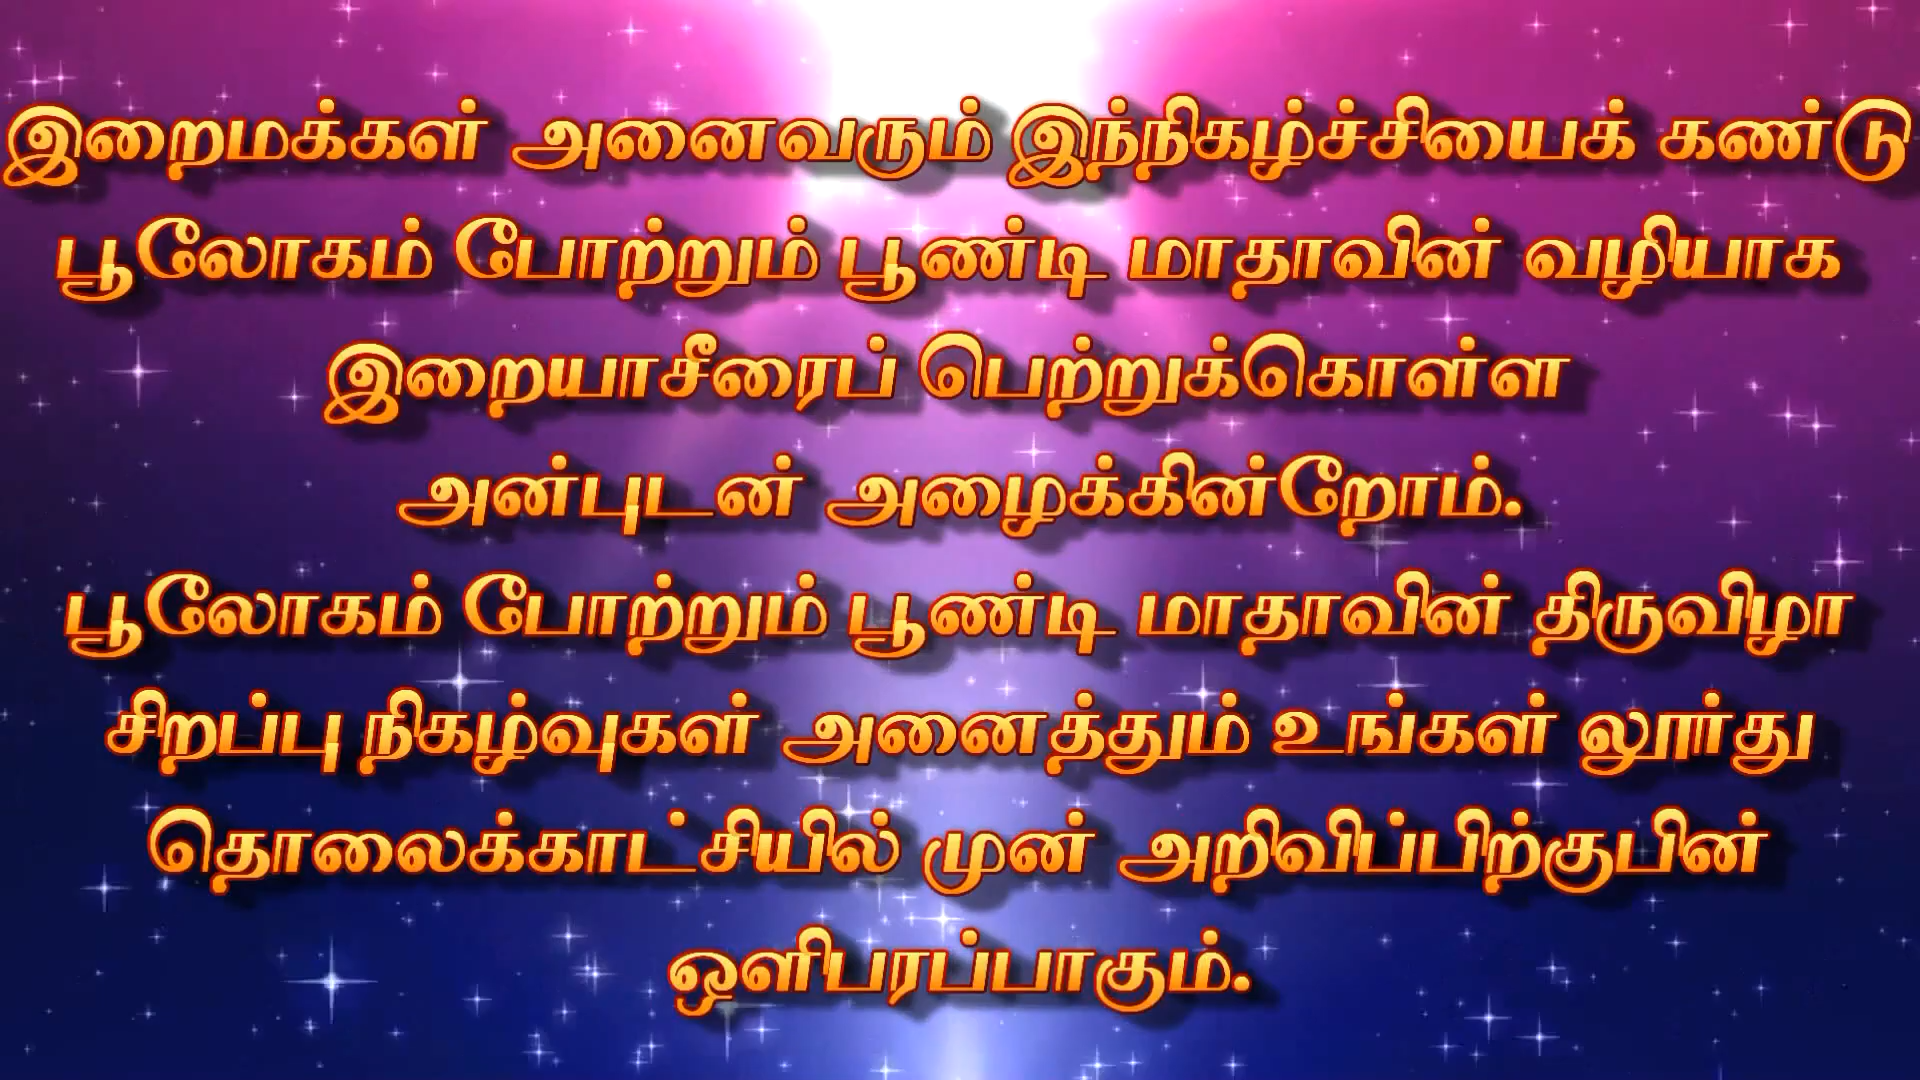 இறைமக்கள் அனைவரும் இந்நிகழ்ச்சியைக் கண்டு
பூலோகம் போற்றும் பூண்டி மாதாவின் வழியாக
இறையாசீரைப் பெற்றுக்கொள்ள
அன்புடன் அழைக்கின்றோம்.
பூலோகம் போற்றும் பூண்டி மாதாவின் திருவிழா
சிறப்பு நிகழ்வுகள் அனைத்தும் உங்கள் லூர்து
தொலைக்காட்சியில் முன் அறிவிப்பிற்குபின்
ஒளிபரப்பாகும்.